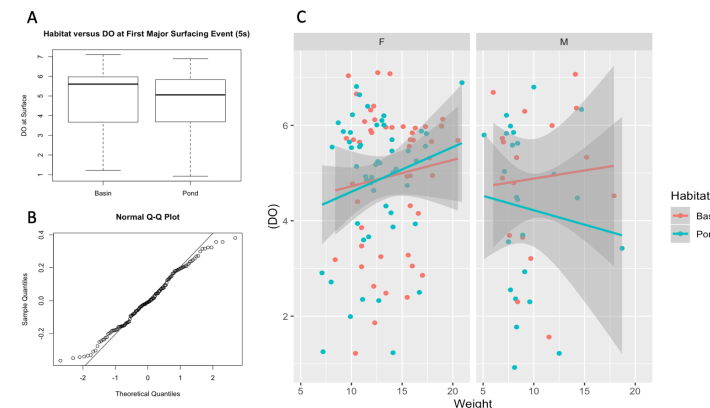 A
Habitat versus DO at First Major Surfacing Event (5s)
DO at Surface
7
6
5
4
3
2
1
Basin Pond
B
Normal Q-Q Plot
Sample Quantiles
0.4
0.2
0.0
-0.2
-2 -1 0 1 2
Theoretical Quantiles
C
F M
(DO)
6
4
2
5 10 15 20 5 10 15 20
Weight
Habitat
Bas
Pon